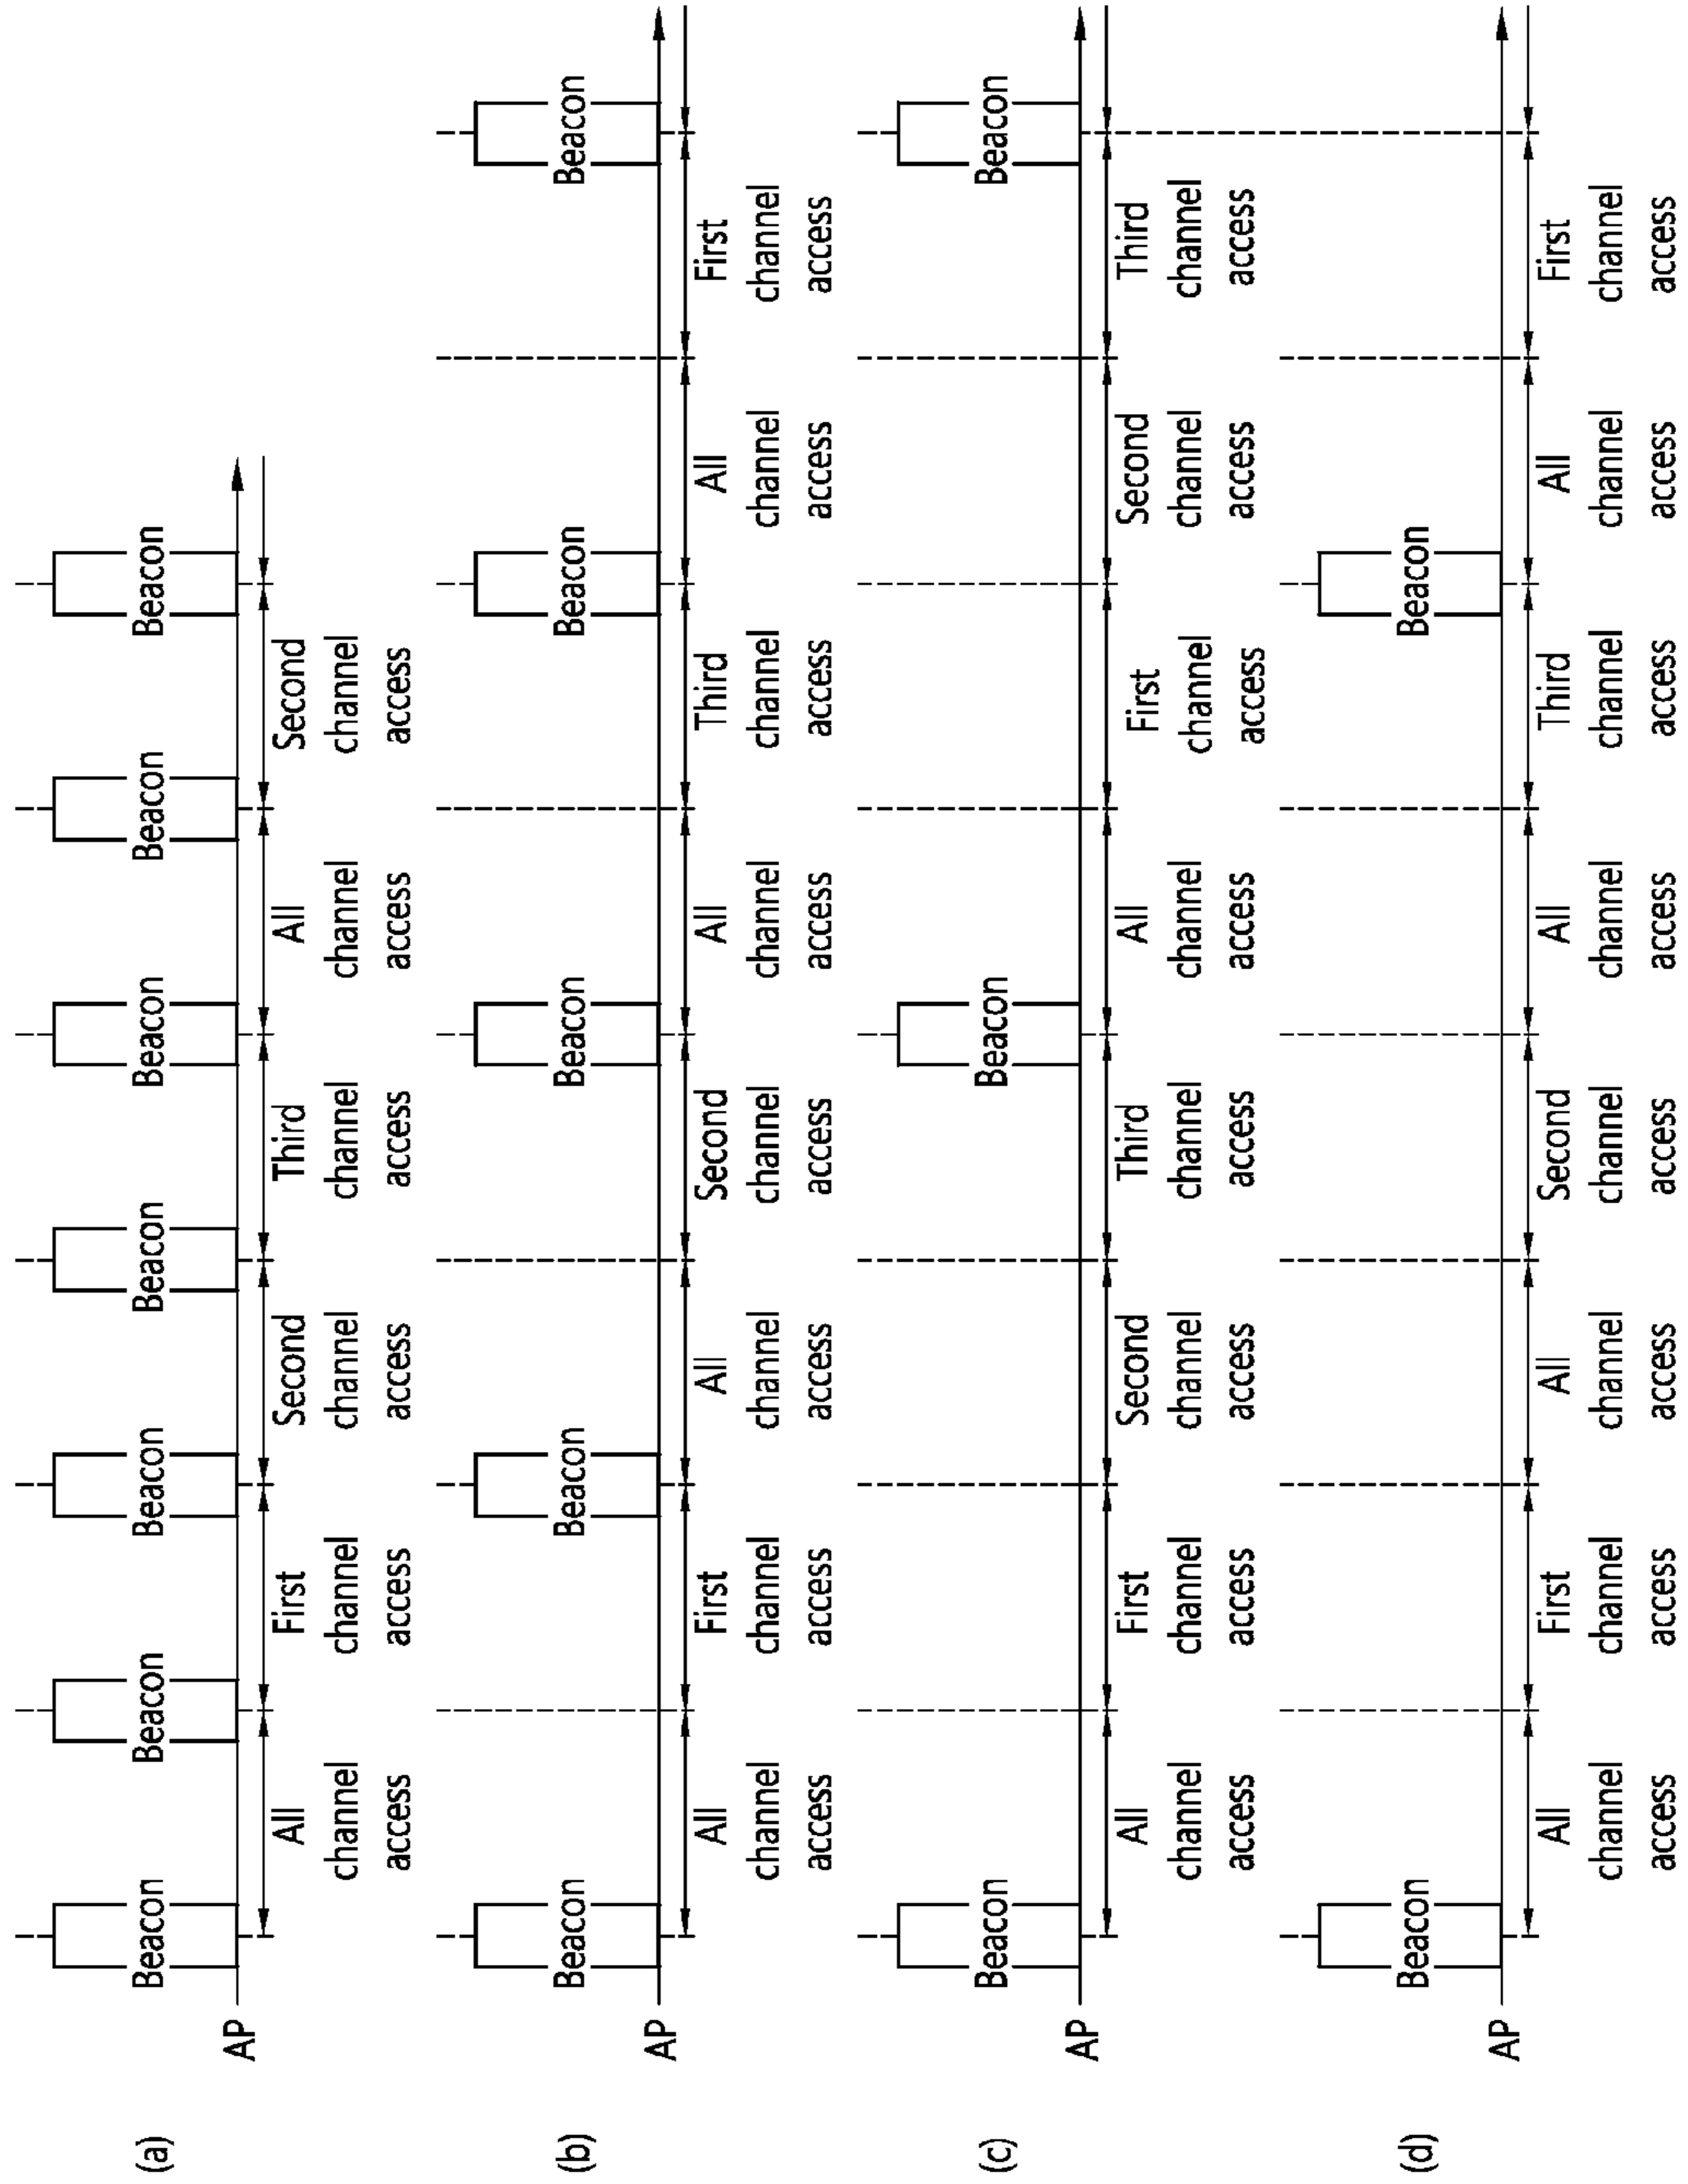 (a)
Beacon Beacon Beacon Beacon Beacon Beacon Beacon
AP
All First Second Third All Second
channel channel channel channel channel channel
access access access access access access
(b)
Beacon Beacon Beacon Beacon Beacon
AP
All First All Second All Third All First
channel channel channel channel channel channel channel channel
access access access access access access access access
(c)
Beacon Beacon Beacon
AP
All First Second Third All First Second Third
channel channel channel channel channel channel channel channel
access access access access access access access access
(d)
Beacon Beacon
AP
All First All Second All Third All First
channel channel channel channel channel channel channel channel
access access access access access access access access